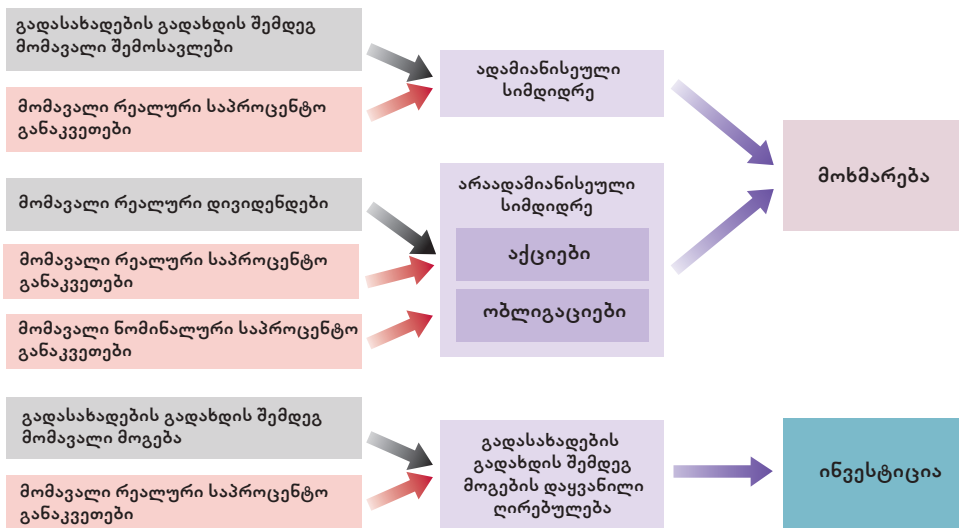 გადასახადების გადახდის შემდეგ
მომავალი შემოსავლები
მომავალი რეალური საპროცენტო
განაკვეთები
ადამიანისეული
სიმდიდრე
მომავალი რეალური დივიდენდები
მომავალი რეალური საპროცენტო
განაკვეთები
მომავალი ნომინალური საპროცენტო
განაკვეთები
არაადამიანისეული
სიმდიდრე
აქციები
ობლიგაციები
მოხმარება
გადასახადების გადახდის შემდეგ
მომავალი მოგება
მომავალი რეალური საპროცენტო
განაკვეთები
გადასახადების
გადახდის შემდეგ
მოგების დაყვანილი
ღირებულება
ინვესტიცია